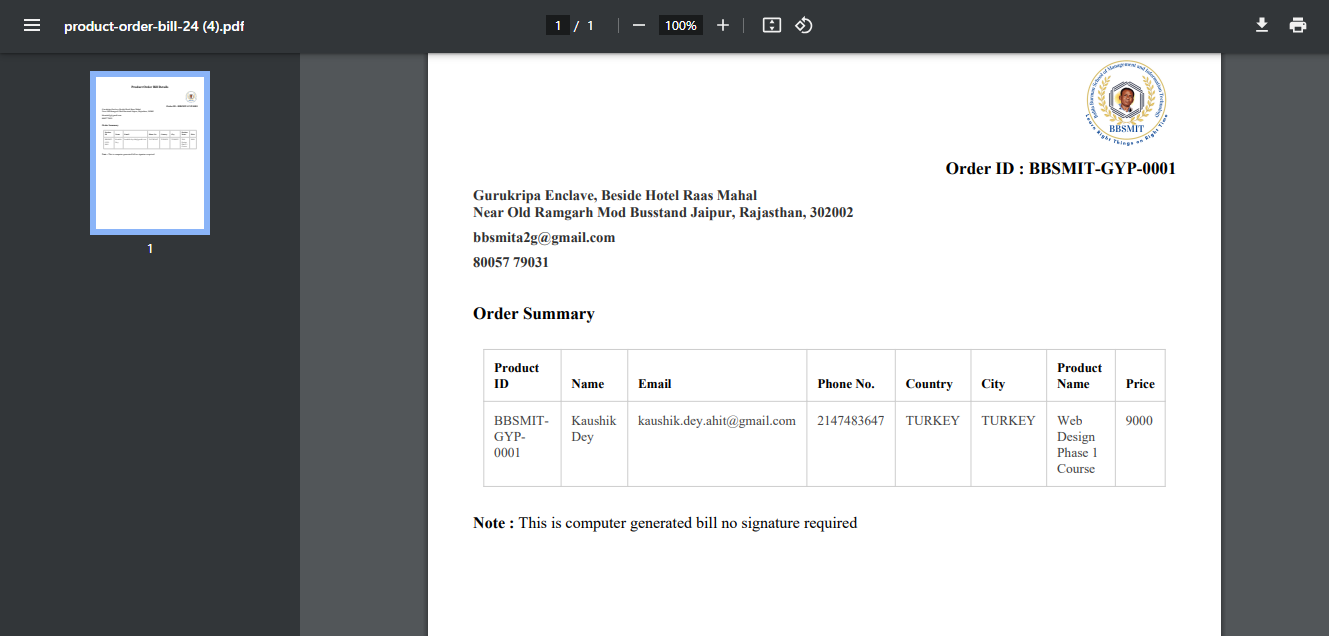 product-order-bill-24 (4).pdf
1 / 1
100%
1
BBSMIT
Learn Right Things on Right Time
Order ID : BBSMIT-GYP-0001
Gurukripa Enclave, Beside Hotel Raas Mahal
Near Old Ramgarh Mod Busstand Jaipur, Rajasthan, 302002
bbsmita2g@gmail.com
80057 79031
Order Summary
Product ID Name Email Phone No. Country City Product Name Price
BBSMIT-GYP-0001 Kaushik Dey kaushik.dey.ahit@gmail.com 2147483647 TURKEY TURKEY Web Design Phase 1 Course 9000
Note : This is computer generated bill no signature required